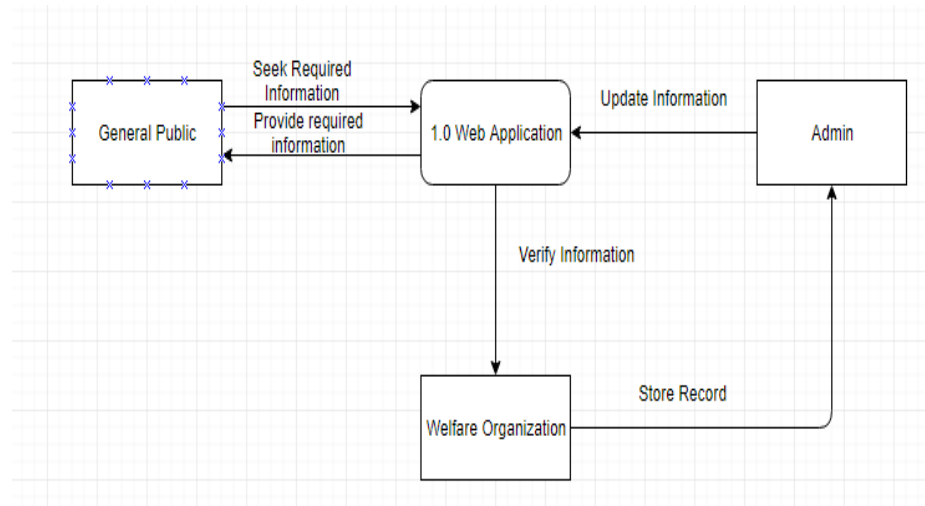 Seek Required
Information
General Public
Provide required
information
1.0 Web Application
Update Information
Admin
Verify Information
Welfare Organization
Store Record